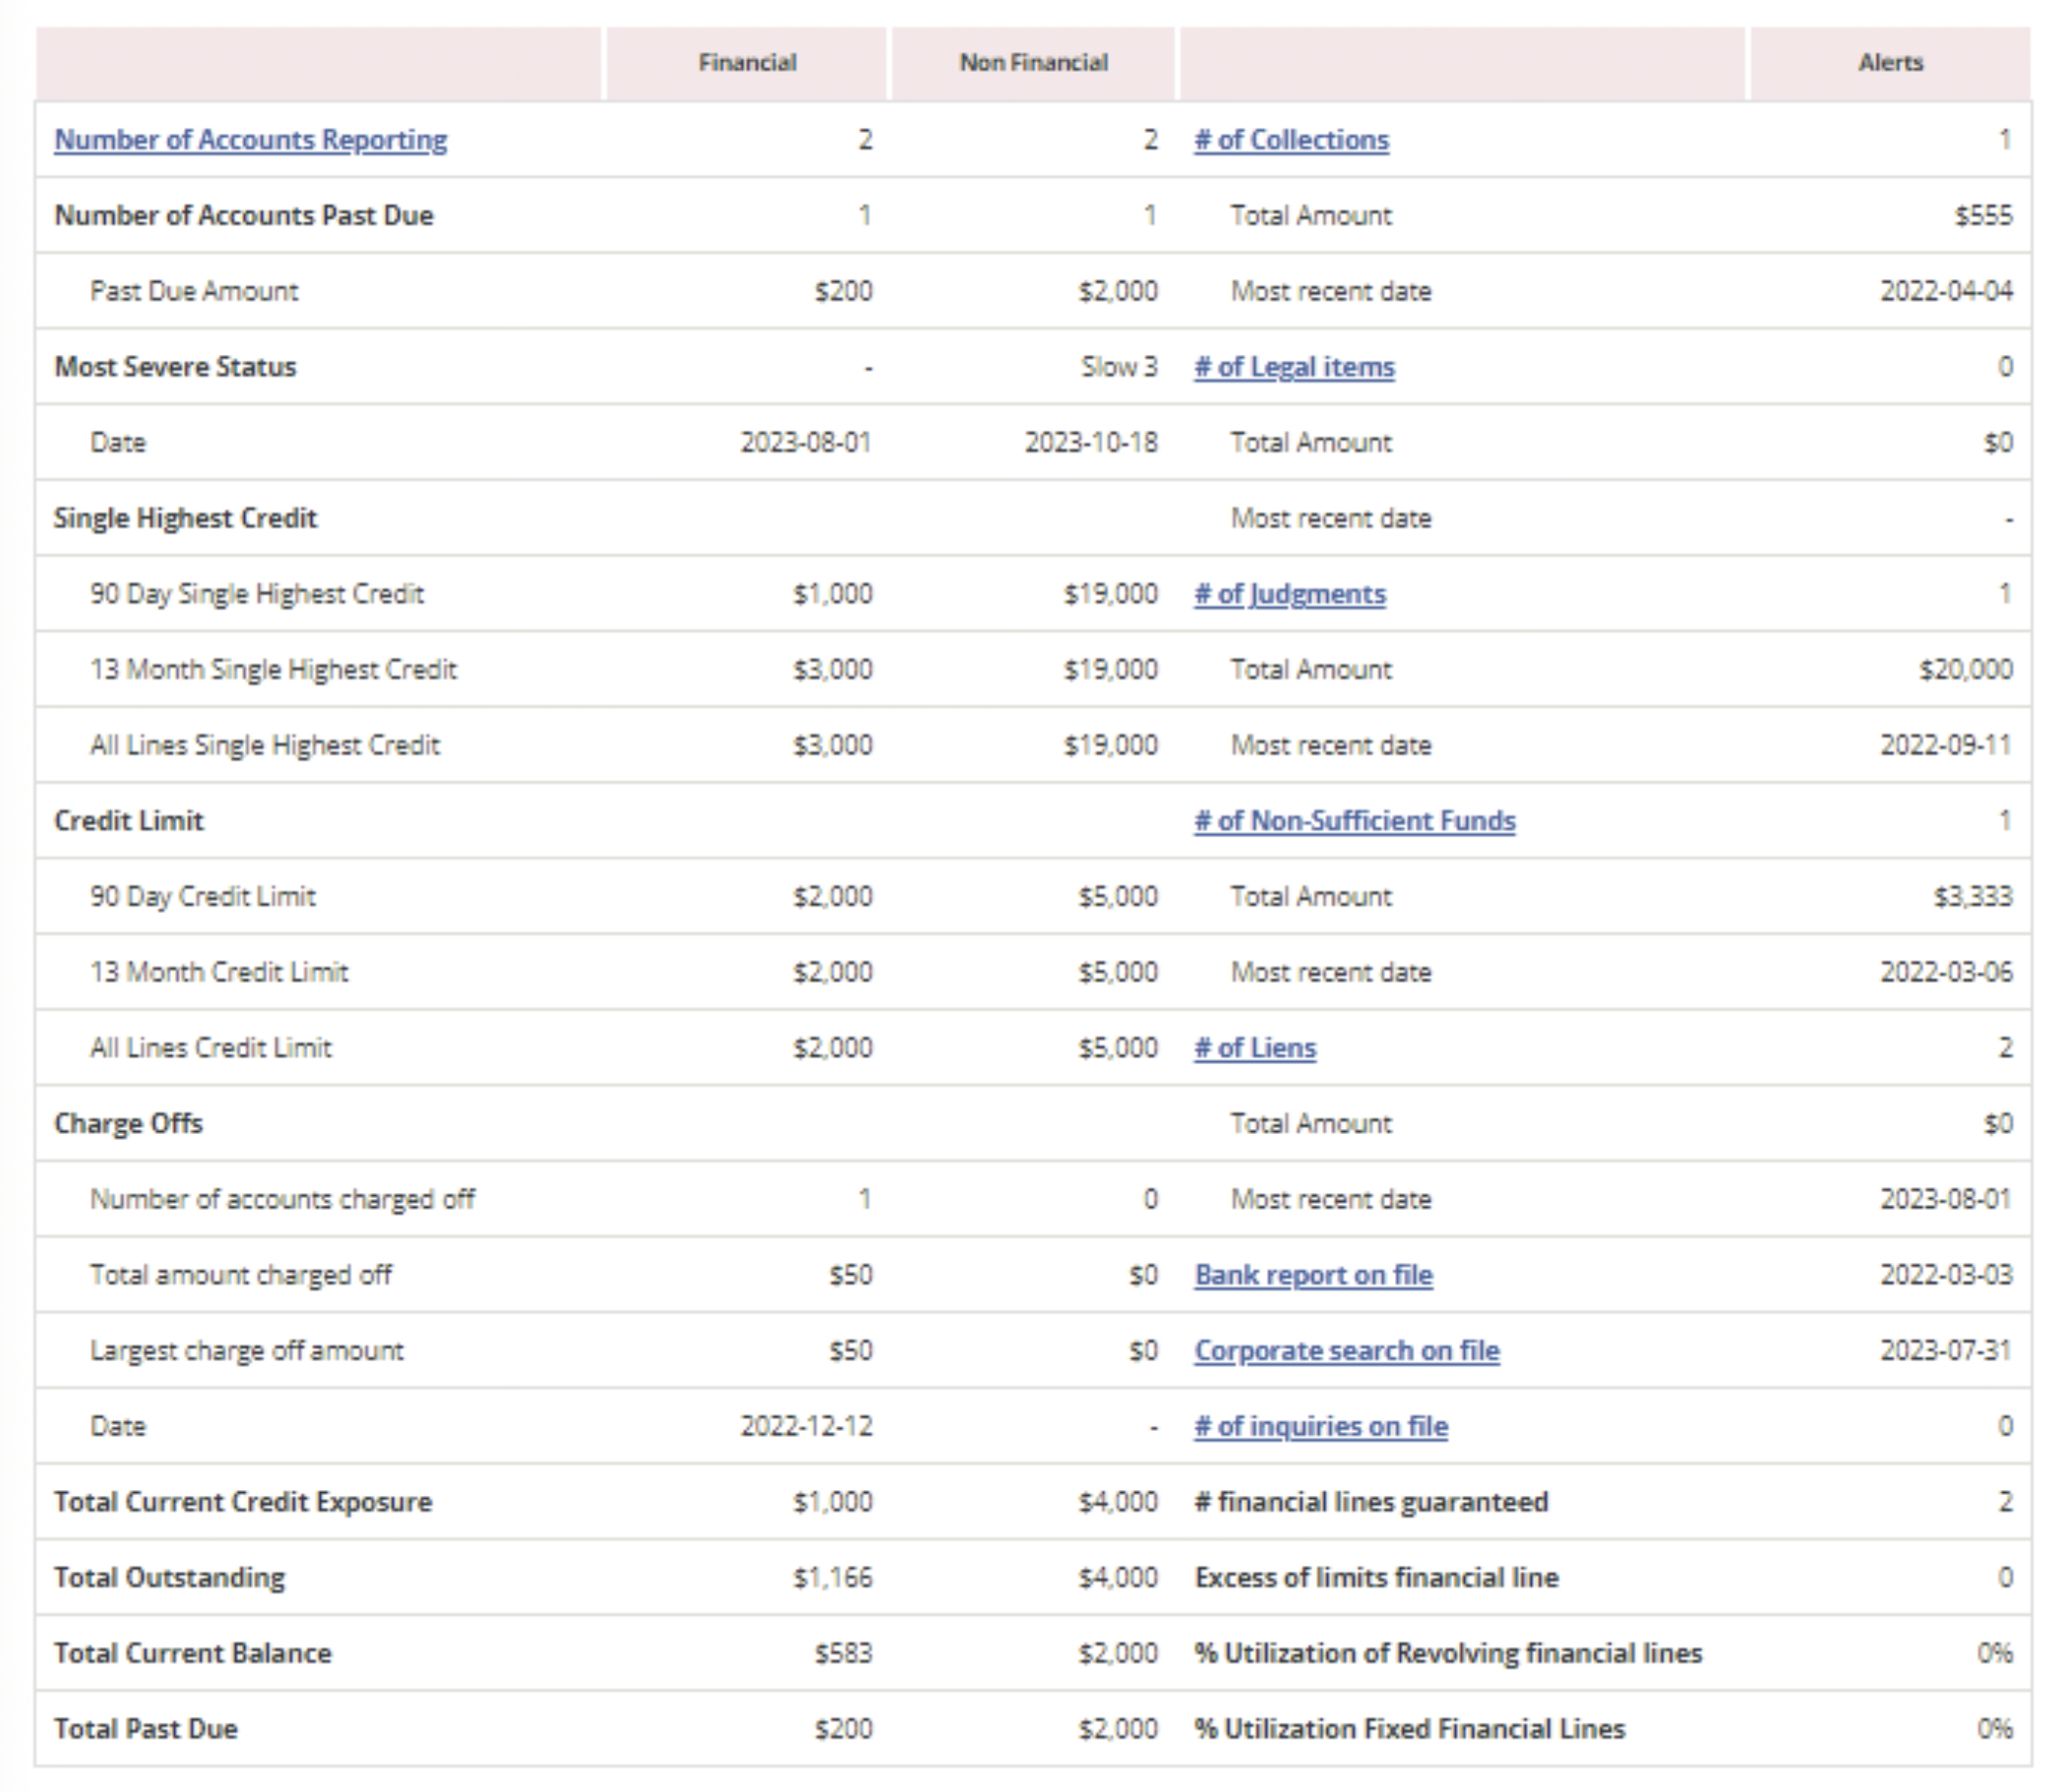 Financial Non Financial Alerts
Number of Accounts Reporting 2 2 # of Collections 1
Number of Accounts Past Due 1 1 Total Amount $555
Past Due Amount $200 $2,000 Most recent date 2022-04-04
Most Severe Status - Slow 3 # of Legal items 0
Date 2023-08-01 2023-10-18 Total Amount $0
Single Highest Credit Most recent date -
90 Day Single Highest Credit $1,000 $19,000 # of Judgments 1
13 Month Single Highest Credit $3,000 $19,000 Total Amount $20,000
All Lines Single Highest Credit $3,000 $19,000 Most recent date 2022-09-11
Credit Limit # of Non-Sufficient Funds 1
90 Day Credit Limit $2,000 $5,000 Total Amount $3,333
13 Month Credit Limit $2,000 $5,000 Most recent date 2022-03-06
All Lines Credit Limit $2,000 $5,000 # of Liens 2
Charge Offs Total Amount $0
Number of accounts charged off 1 0 Most recent date 2023-08-01
Total amount charged off $50 $0 Bank report on file 2022-03-03
Largest charge off amount $50 $0 Corporate search on file 2023-07-31
Date 2022-12-12 - # of inquiries on file 0
Total Current Credit Exposure $1,000 $4,000 # financial lines guaranteed 2
Total Outstanding $1,166 $4,000 Excess of limits financial line 0
Total Current Balance $583 $2,000 % Utilization of Revolving financial lines 0%
Total Past Due $200 $2,000 % Utilization Fixed Financial Lines 0%